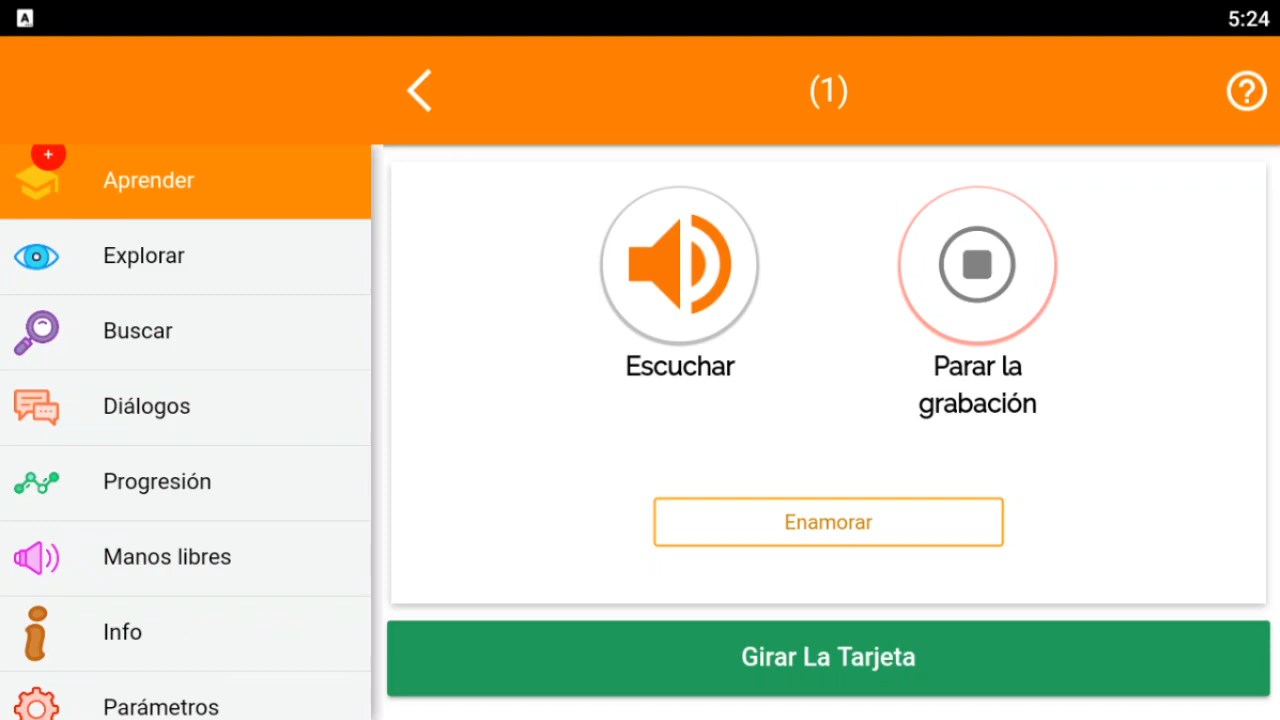 5:24
(1)
+
Aprender
Explorar
Buscar
Diálogos
Progresión
Manos libres
Info
Parámetros
Escuchar
Parar la
grabación
Enamorar
Girar La Tarjeta